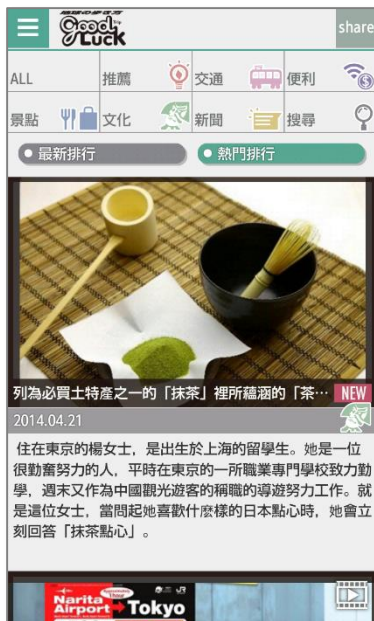 地球の歩き方
Good Luck
Trip
share
ALL
推薦
交通
便利
景點
文化
新聞
搜尋
最新排行
熱門排行
列為必買土特產之一的「抹茶」裡所蘊涵的「茶…
NEW
2014.04.21
住在東京的楊女士，是出生於上海的留學生。她是一位
很勤奮努力的人，平時在東京的一所職業專門學校致力勤
學，週末又作為中國觀光遊客的稱職的導遊努力工作。就
是這位女士，當問起她喜歡什麼樣的日本點心時，她會立
刻回答「抹茶點心」。
Narita
Airport
Tokyo